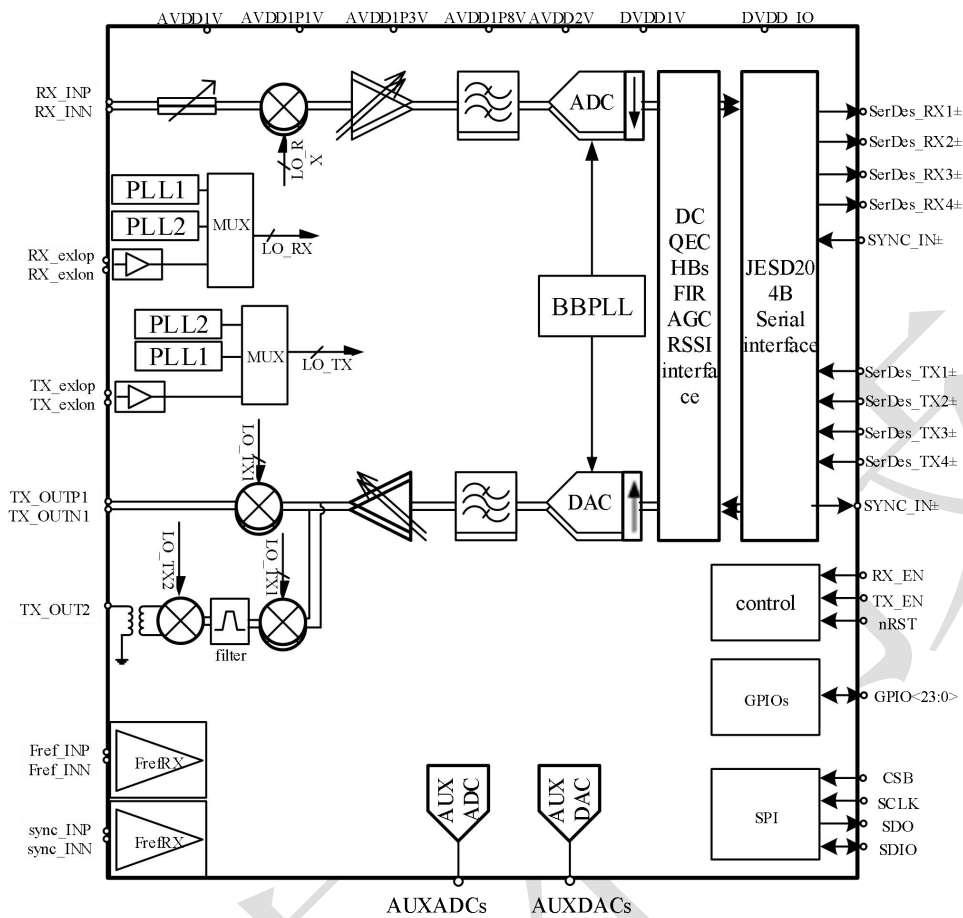 AVDD1V AVDD1P1V AVDD1P3V AVDD1P8V AVDD2V DVDD1V DVDD_IO
RX_INP
RX_INN
ADC
LO_R
X
SerDes_RX1±
SerDes_RX2±
SerDes_RX3±
SerDes_RX4±
SYNC_IN±
PLL1
PLL2
MUX
LO_RX
RX_exlop
RX_exlon
DC
QEC
HBs
FIR
AGC
RSSI
interfa
ce
JESD20
4B
Serial
interface
BBPLL
PLL2
PLL1
MUX
LO_TX
TX_exlop
TX_exlon
SerDes_TX1±
SerDes_TX2±
SerDes_TX3±
SerDes_TX4±
SYNC_IN±
LO_TX1
TX_OUTP1
TX_OUTN1
DAC
LO_TX2
LO_TX1
TX_OUT2
filter
control
RX_EN
TX_EN
nRST
GPIOs
GPIO<23:0>
Fref_INP
Fref_INN
FrefRX
sync_INP
sync_INN
FrefRX
AUX
ADC
AUX
DAC
SPI
CSB
SCLK
SDO
SDIO
AUXADCs AUXDACs